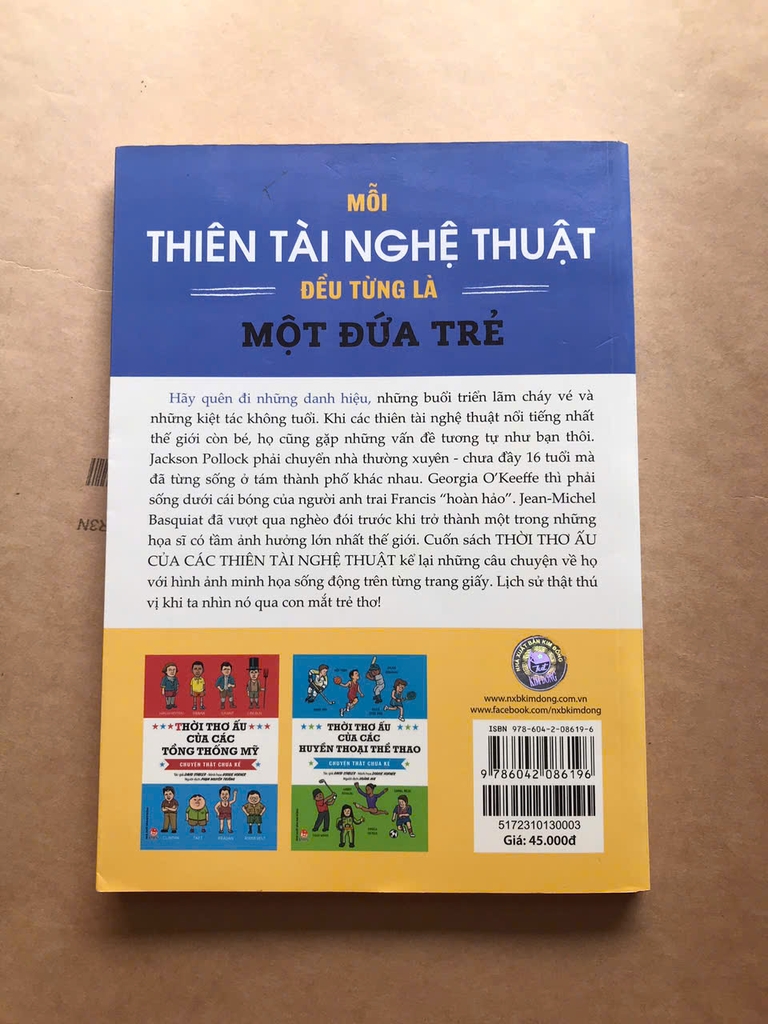 MỖI
THIÊN TÀI NGHỆ THUẬT
ĐỀU TỪNG LÀ
MỘT ĐỨA TRẺ
Hãy quên đi những danh hiệu, những buổi triển lãm cháy vé và
những kiệt tác không tuổi. Khi các thiên tài nghệ thuật nổi tiếng nhất
thế giới còn bé, họ cũng gặp những vấn đề tương tự như bạn thôi.
Jackson Pollock phải chuyển nhà thường xuyên - chưa đầy 16 tuổi mà
đã từng sống ở tám thành phố khác nhau. Georgia O'Keeffe thì phải
sống dưới cái bóng của người anh trai Francis “hoàn hảo”. Jean-Michel
Basquiat đã vượt qua nghèo đói trước khi trở thành một trong những
họa sĩ có tầm ảnh hưởng lớn nhất thế giới. Cuốn sách THỜI THƠ ẤU
CỦA CÁC THIÊN TÀI NGHỆ THUẬT kể lại những câu chuyện về họ
với hình ảnh minh họa sống động trên từng trang giấy. Lịch sử thật thú
vị khi ta nhìn nó qua con mắt trẻ thơ!
THỜI THƠ ẤU
CỦA CÁC
TỔNG THỐNG MỸ
CHUYỆN THẬT CHƯA KỂ
THỜI THƠ ẤU
CỦA CÁC
HUYỀN THOẠI THỂ THAO
CHUYỆN THẬT CHƯA KỂ
NHÀ XUẤT BẢN KIM ĐỒNG
www.nxbkimdong.com.vn
www.facebook.com/nxbkimdong
ISBN 978-604-2-08619-6
9 786042 086196
5172310130003
Giá: 45.000đ
R3N